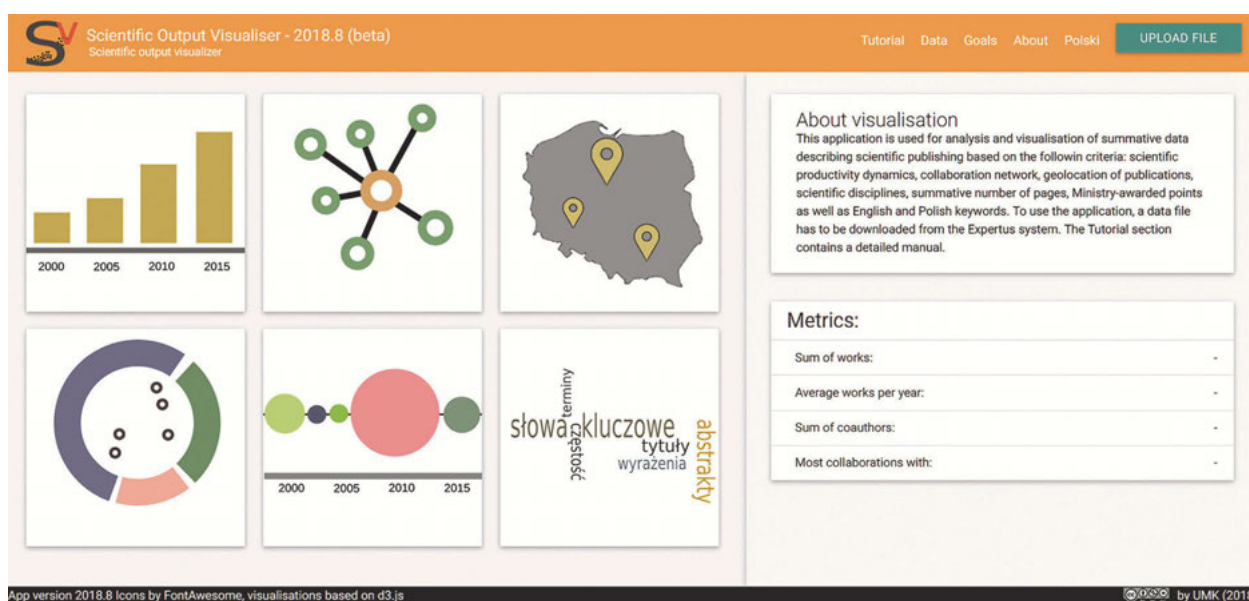 SV
Scientific Output Visualiser - 2018.8 (beta)
Scientific output visualizer
Tutorial Data Goals About Polski UPLOAD FILE
2000 2005 2010 2015
About visualisation
This application is used for analysis and visualisation of summative data
describing scientific publishing based on the followin criteria: scientific
productivity dynamics, collaboration network, geolocation of publications,
scientific disciplines, summative number of pages, Ministry-awarded points
as well as English and Polish keywords. To use the application, a data file
has to be downloaded from the Expertus system. The Tutorial section
contains a detailed manual.
2000 2005 2010 2015
terminy
słowa kluczowe
częstość
tytuły
wyrażenia
abstrakty
Metrics:
Sum of works: -
Average works per year: -
Sum of coauthors: -
Most collaborations with: -
App version 2018.8 Icons by FontAwesome, visualisations based on d3.js
by UMK (201